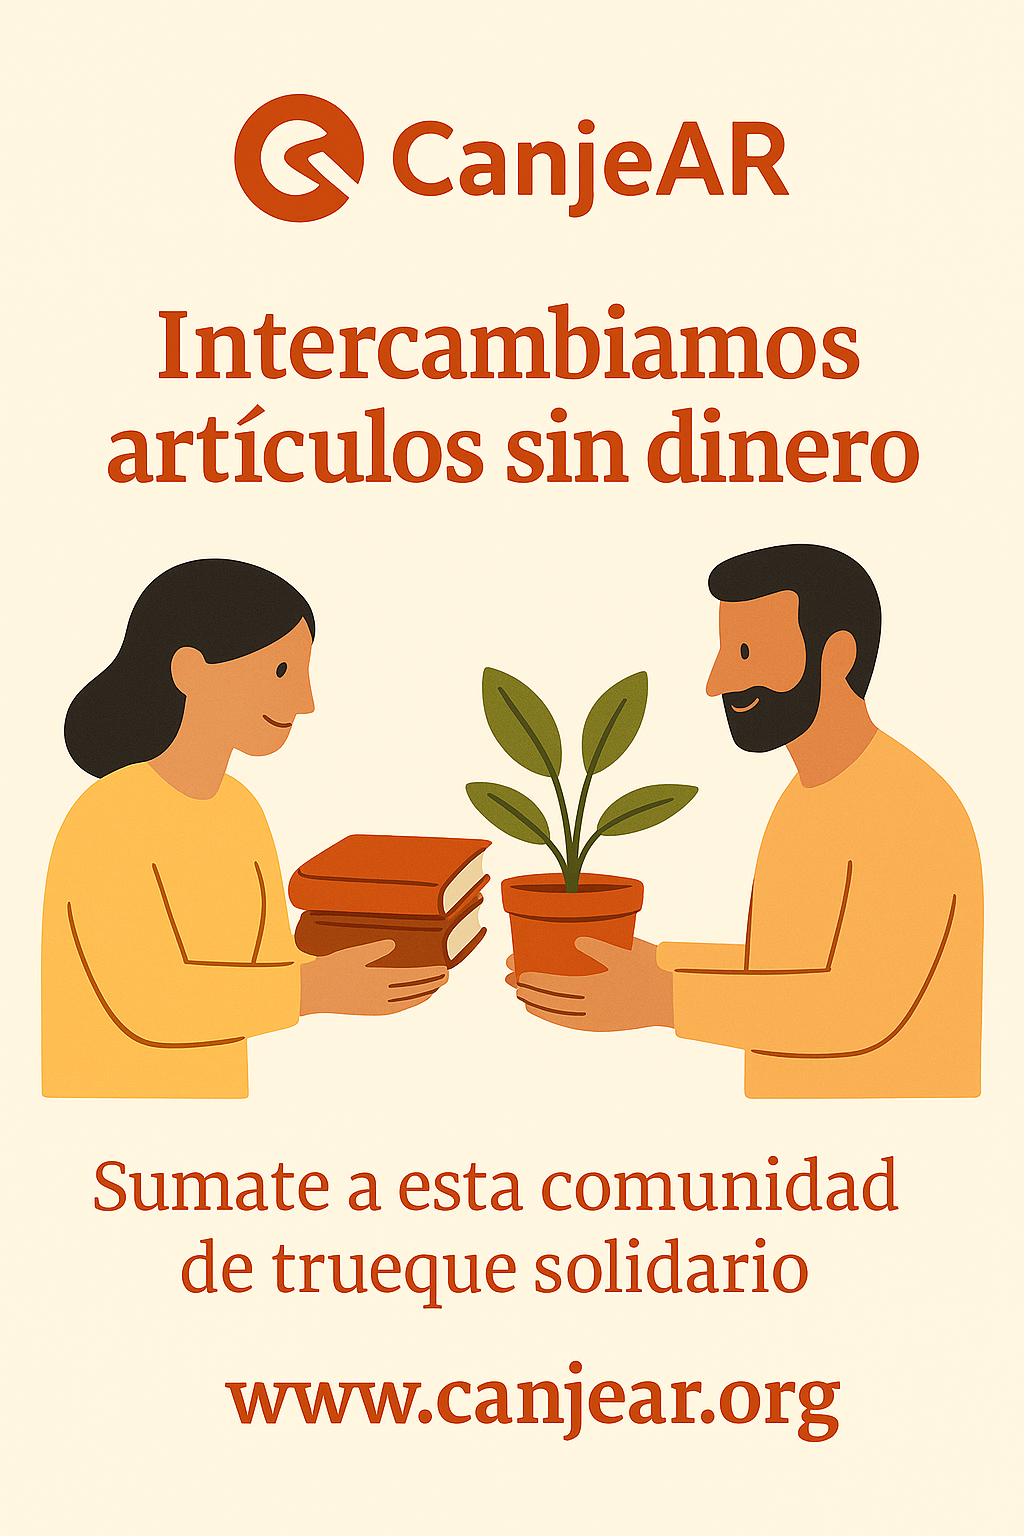 CanjeAR
Intercambiamos
artículos sin dinero
Sumate a esta comunidad
de trueque solidario
www.canjear.org